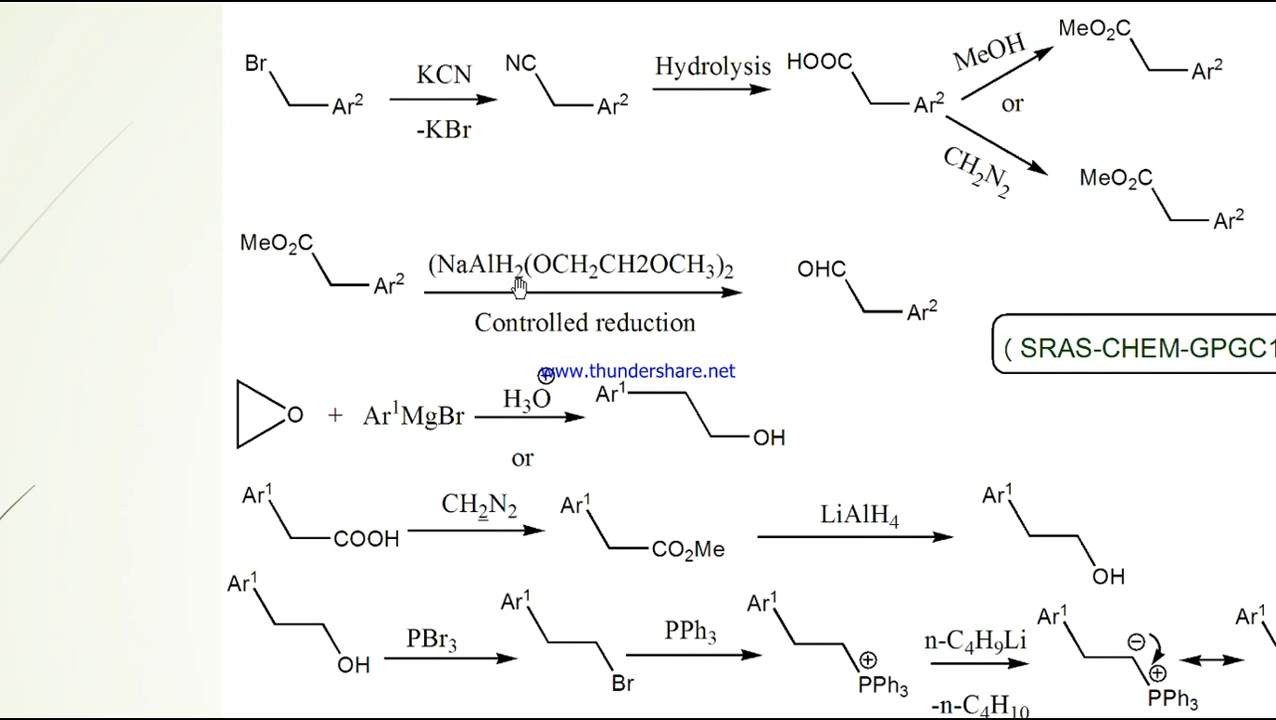 Br Ar² KCN -KBr NC Ar² Hydrolysis HOOC Ar² MeOH or CH₂N₂ MeO₂C Ar²
MeO₂C Ar²
MeO₂C Ar² (NaAlH₂(OCH₂CH2OCH₃)₂ OHC Ar²
Controlled reduction
( SRAS-CHEM-GPGC1
www.thundershare.net
O + Ar¹MgBr H₃O⊕ Ar¹ OH
or
Ar¹ COOH CH₂N₂ Ar¹ CO₂Me LiAlH₄ Ar¹ OH
Ar¹ OH PBr₃ Ar¹ Br PPh₃ Ar¹ ⊕ PPh₃ n-C₄H₉Li Ar¹ ⊖ ⊕ PPh₃ Ar¹
-n-C₄H₁₀